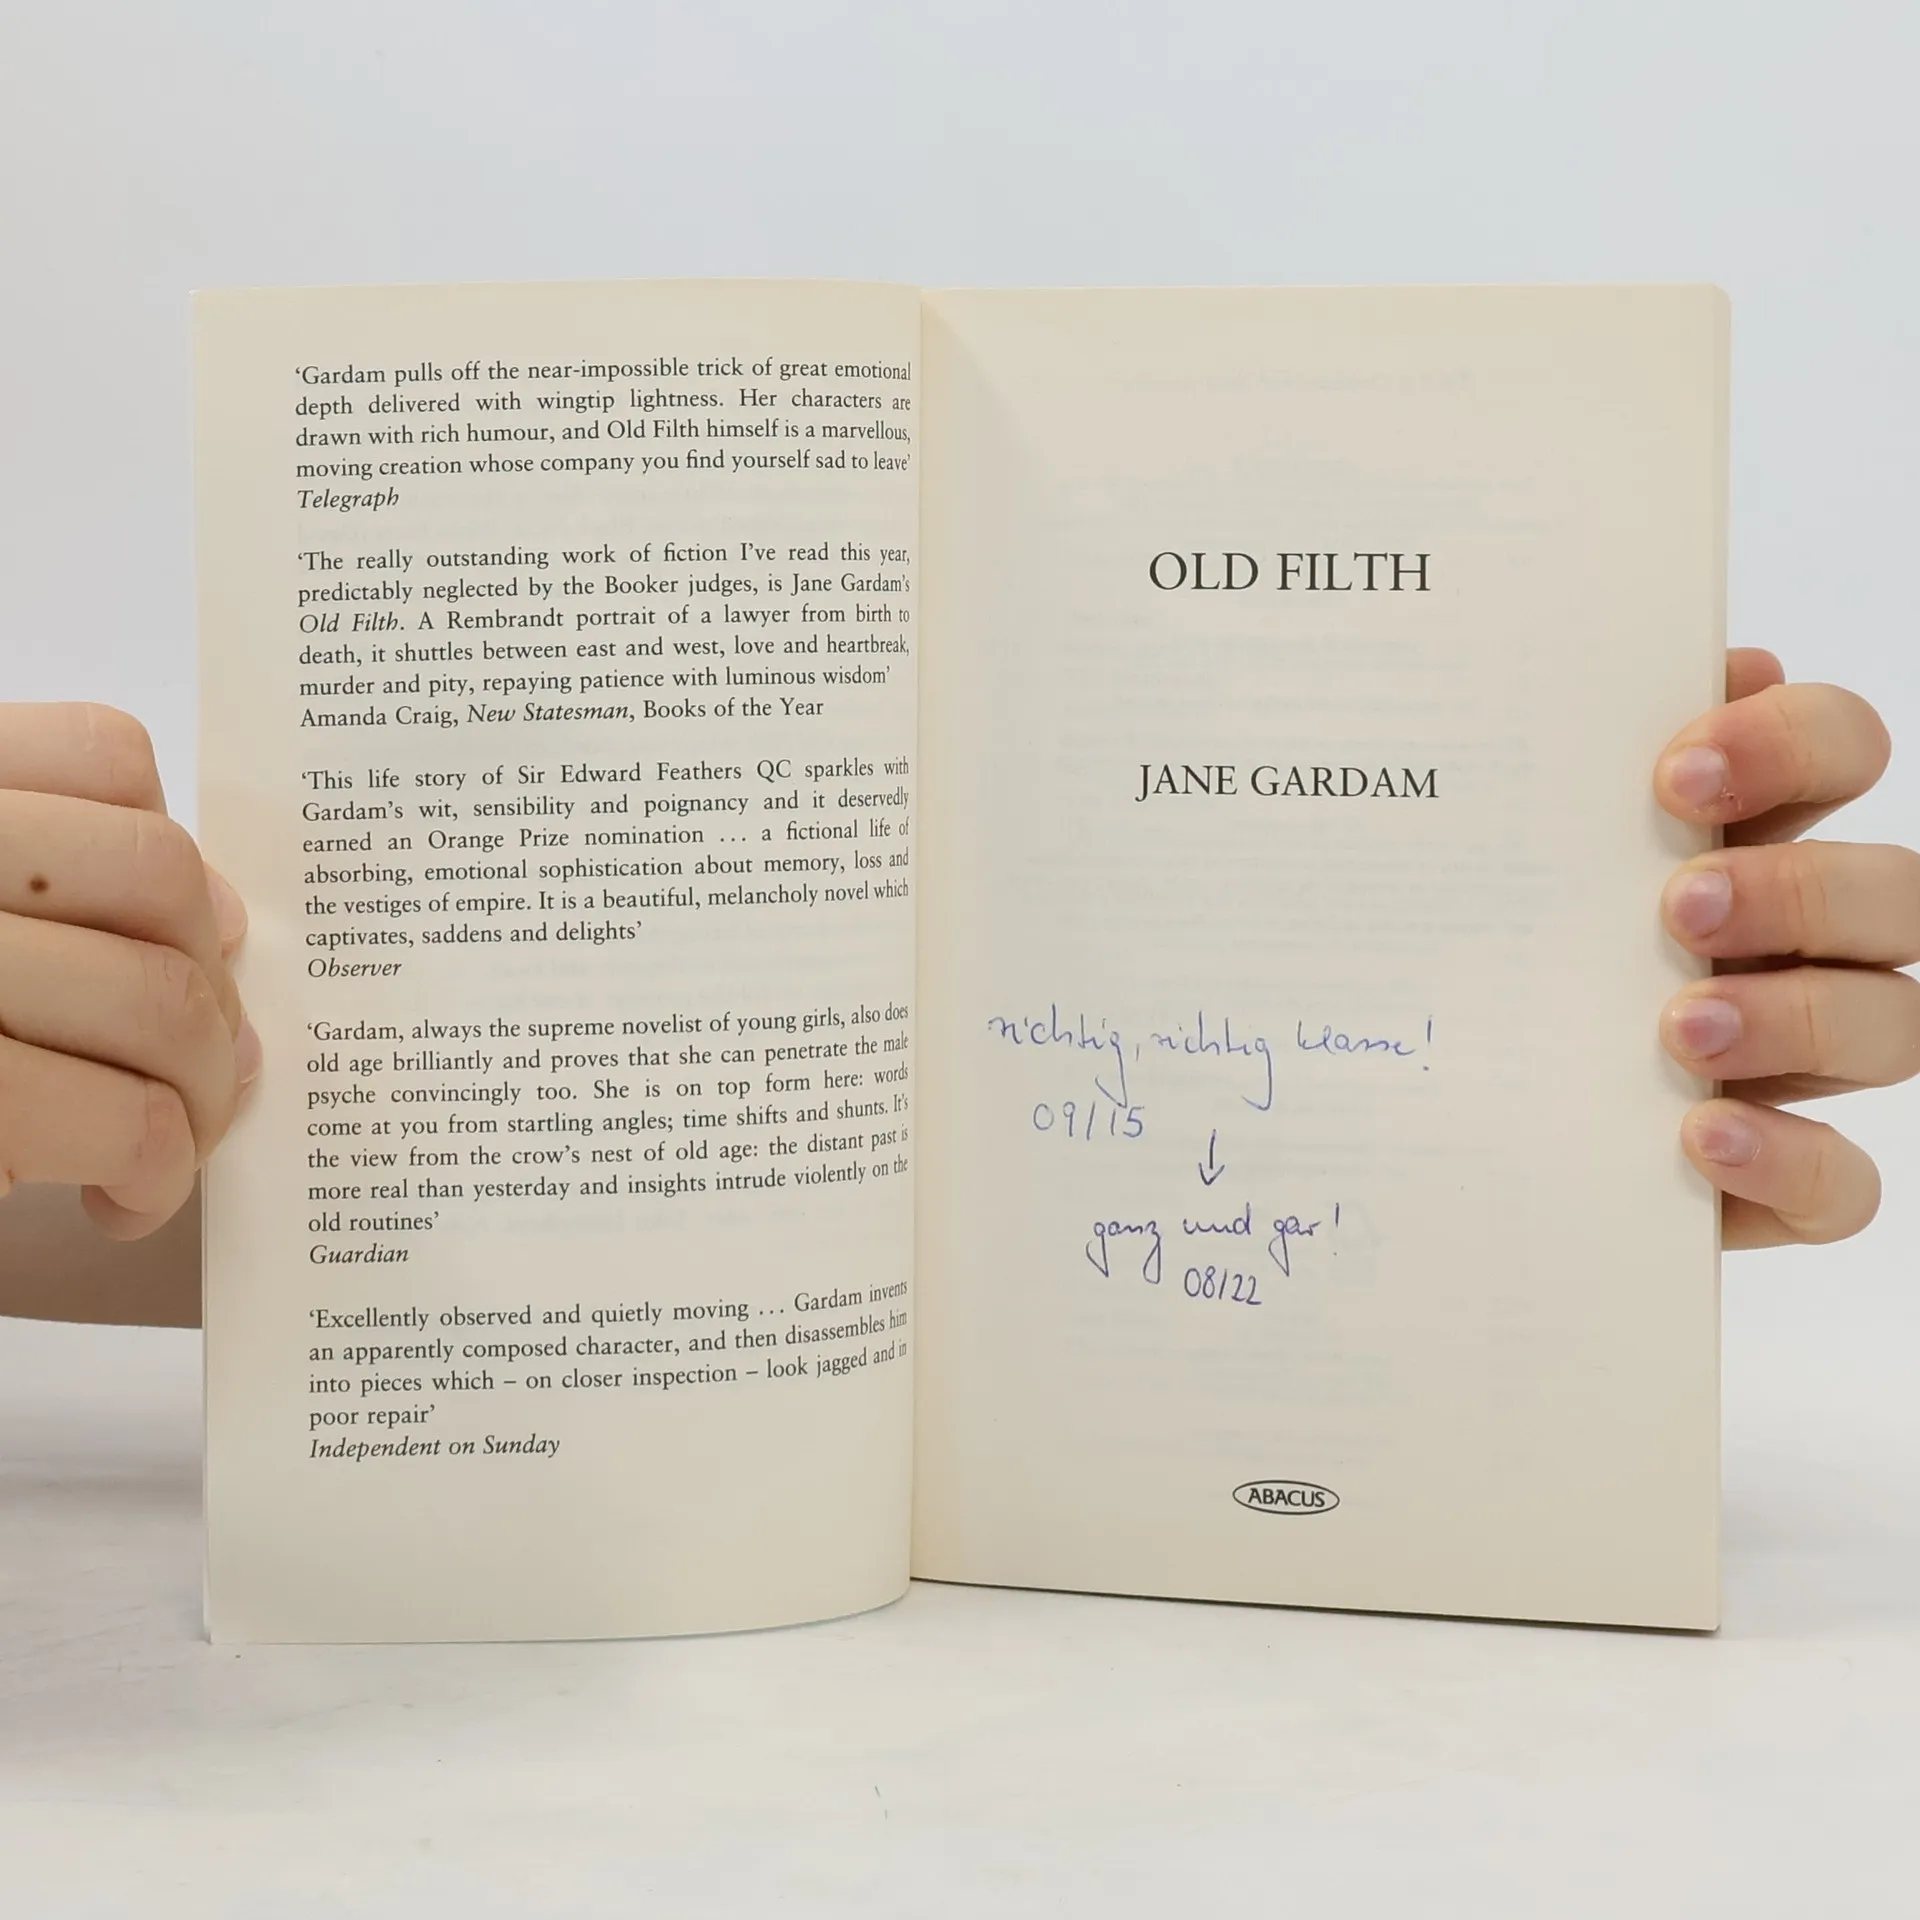 ‘Gardam pulls off the near-impossible trick of great emotional
depth delivered with wingtip lightness. Her characters are
drawn with rich humour, and Old Filth himself is a marvellous,
moving creation whose company you find yourself sad to leave’
Telegraph
‘The really outstanding work of fiction I’ve read this year,
predictably neglected by the Booker judges, is Jane Gardam’s
Old Filth. A Rembrandt portrait of a lawyer from birth to
death, it shuttles between east and west, love and heartbreak,
murder and pity, repaying patience with luminous wisdom’
Amanda Craig, New Statesman, Books of the Year
‘This life story of Sir Edward Feathers QC sparkles with
Gardam’s wit, sensibility and poignancy and it deservedly
earned an Orange Prize nomination ... a fictional life of
absorbing, emotional sophistication about memory, loss and
the vestiges of empire. It is a beautiful, melancholy novel which
captivates, saddens and delights’
Observer
‘Gardam, always the supreme novelist of young girls, also does
old age brilliantly and proves that she can penetrate the male
psyche convincingly too. She is on top form here: words
come at you from startling angles; time shifts and shunts. It’s
the view from the crow’s nest of old age: the distant past is
more real than yesterday and insights intrude violently on the
old routines’
Guardian
‘Excellently observed and quietly moving ... Gardam invents
an apparently composed character, and then disassembles him
into pieces which – on closer inspection – look jagged and in
poor repair’
Independent on Sunday
OLD FILTH
JANE GARDAM
richtig, richtig klasse!
09/15
↓
ganz und gar!
08/22
ABACUS